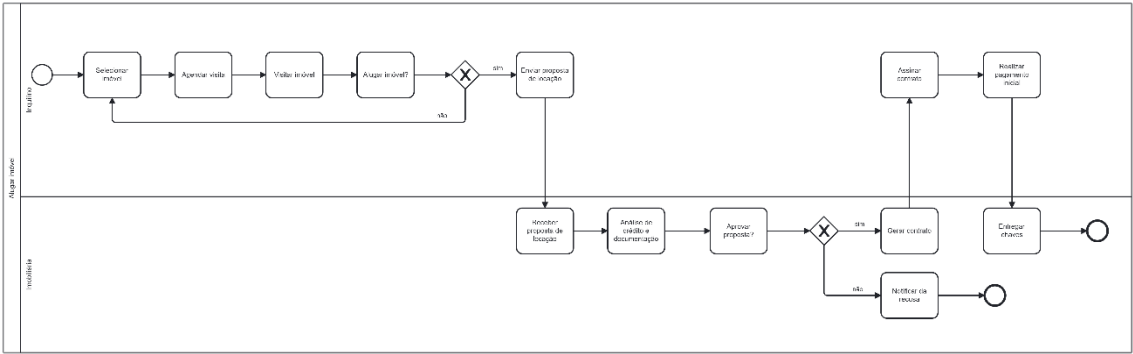 Alugar imóvel
Inquilino
Selecionar
imóvel
Agendar visita
Visitar imóvel
Alugar imóvel?
sim
não
Enviar proposta
de locação
Assinar
contrato
Realizar
pagamento
inicial
Imobiliária
Receber
proposta de
locação
Análise de
crédito e
documentação
Aprovar
proposta?
sim
não
Gerar contrato
Notificar da
recusa
Entregar
chaves